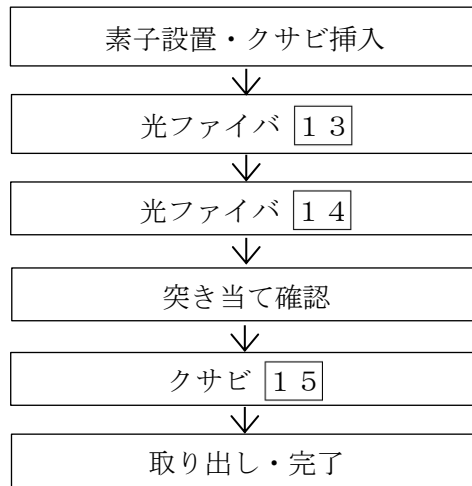 素子設置・クサビ挿入
光ファイバ １３
光ファイバ １４
突き当て確認
クサビ １５
取り出し・完了